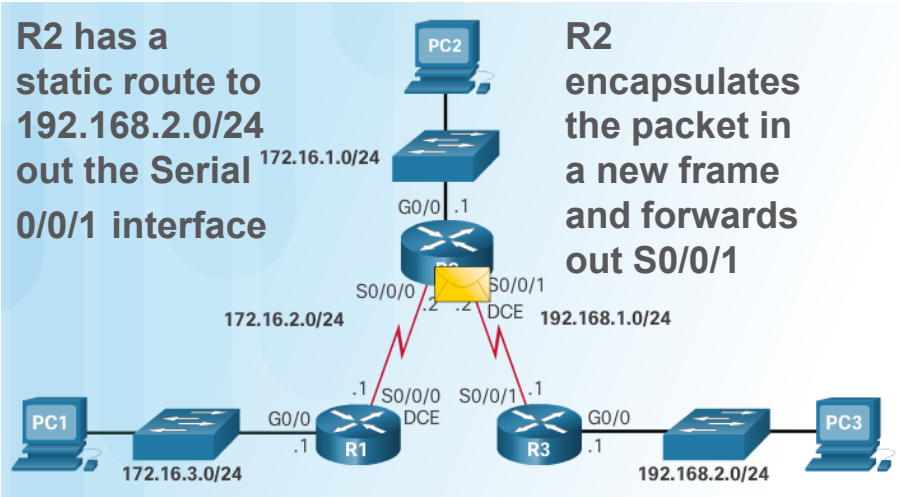 R2 has a
static route to
192.168.2.0/24
out the Serial
0/0/1 interface
R2
encapsulates
the packet in
a new frame
and forwards
out S0/0/1
PC2
172.16.1.0/24
G0/0 .1
S0/0/0 S0/0/1
.2 .2 DCE
172.16.2.0/24 192.168.1.0/24
.1 S0/0/0 S0/0/1 .1
DCE
PC1 G0/0 R1 R3 G0/0 PC3
.1 .1
172.16.3.0/24 192.168.2.0/24